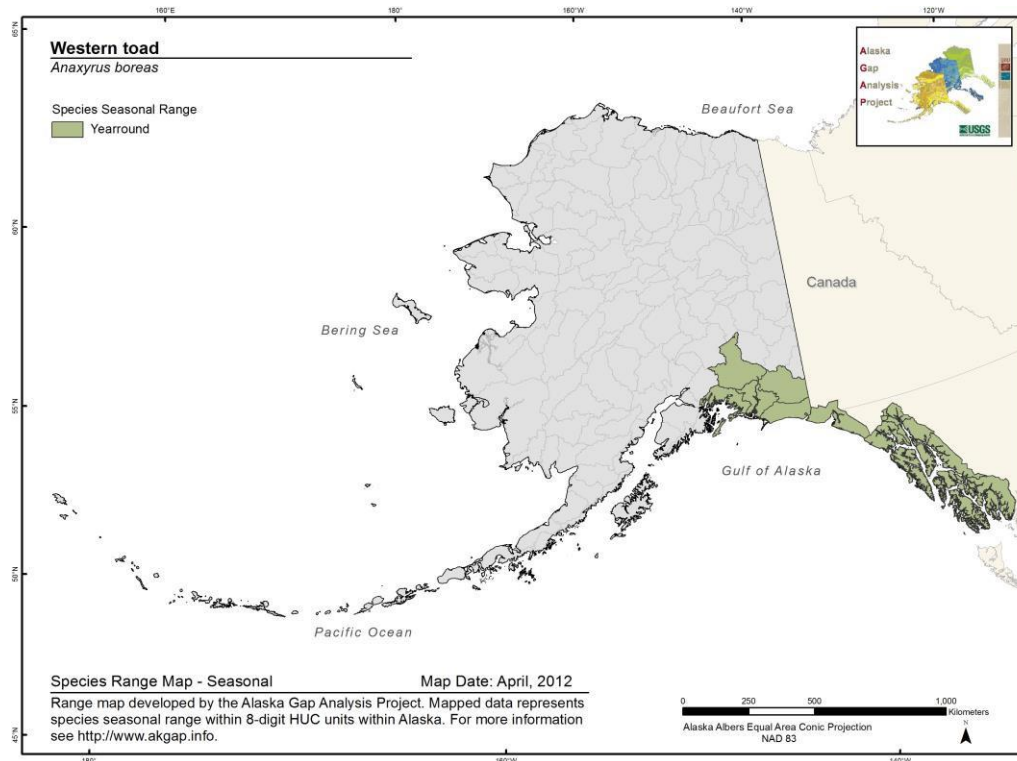 160°E
180°
160°W
140°W
120°W
65°N
60°N
55°N
50°N
45°N
Western toad
Anaxyrus boreas
Species Seasonal Range
Yearround
Beaufort Sea
Alaska
Gap
Analysis
Project
USGS
Canada
Bering Sea
Gulf of Alaska
Pacific Ocean
Species Range Map - Seasonal Map Date: April, 2012
Range map developed by the Alaska Gap Analysis Project. Mapped data represents
species seasonal range within 8-digit HUC units within Alaska. For more information
see http://www.akgap.info.
0 250 500 1,000
Kilometers
Alaska Albers Equal Area Conic Projection
NAD 83
N
180°
160°W
140°W